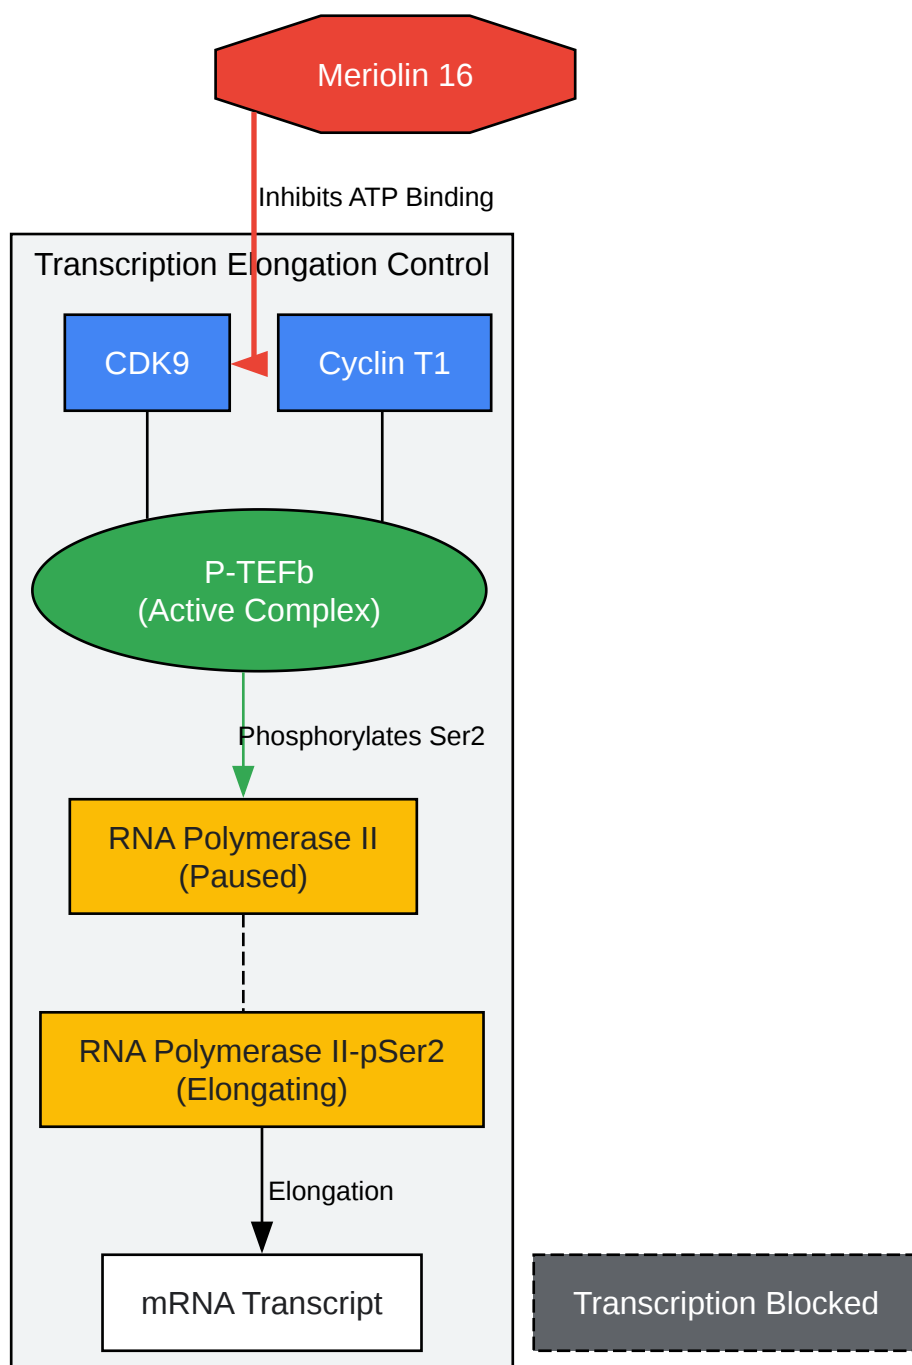 Meriolin 16
Inhibits ATP Binding
Transcription Elongation Control
CDK9
Cyclin T1
P-TEFb
(Active Complex)
Phosphorylates Ser2
RNA Polymerase II
(Paused)
RNA Polymerase II-pSer2
(Elongating)
Elongation
mRNA Transcript
Transcription Blocked